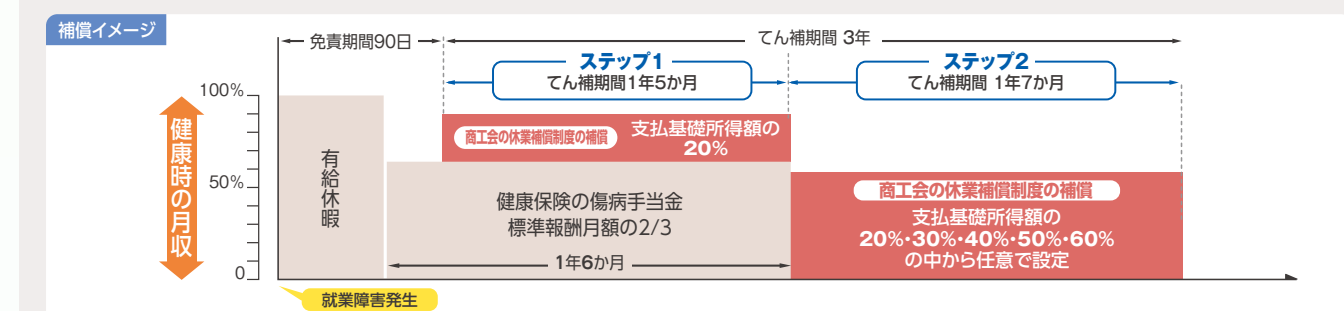 補償イメージ
免責期間90日
てん補期間 3年
ステップ1
てん補期間1年5か月
ステップ2
てん補期間 1年7か月
100%
50%
0
健康時の月収
有給休暇
商工会の休業補償制度の補償
支払基礎所得額の
20%
健康保険の傷病手当金
標準報酬月額の2/3
1年6か月
商工会の休業補償制度の補償
支払基礎所得額の
20%・30%・40%・50%・60%
の中から任意で設定
就業障害発生